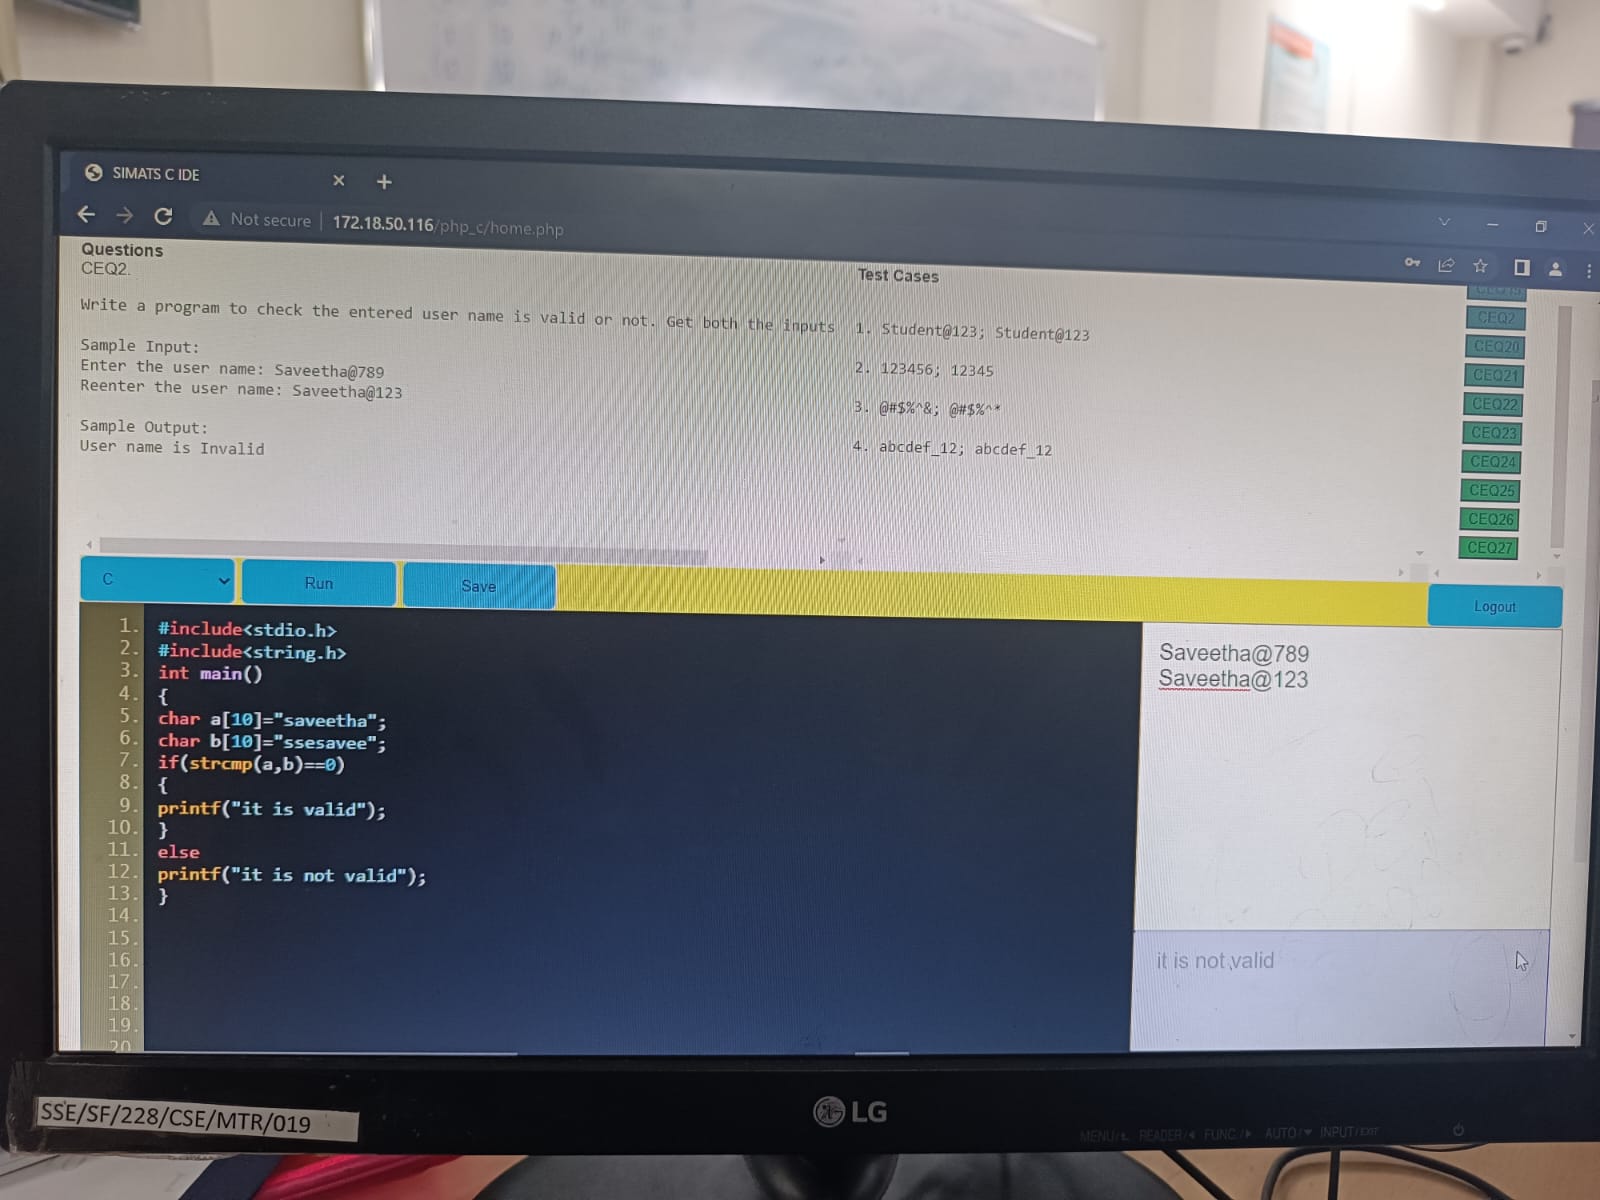 SIMATS C IDE
Not secure | 172.18.50.116/php_c/home.php
Questions
CEQ2.
Write a program to check the entered user name is valid or not. Get both the inputs
Sample Input:
Enter the user name: Saveetha@789
Reenter the user name: Saveetha@123
Sample Output:
User name is Invalid
Test Cases
1. Student@123; Student@123
2. 123456; 12345
3. @#$%^&; @#$%^*
4. abcdef_12; abcdef_12
CEQ2
CEQ20
CEQ21
CEQ22
CEQ23
CEQ24
CEQ25
CEQ26
CEQ27
C
Run
Save
Logout
1. #include<stdio.h>
2. #include<string.h>
3. int main()
4. {
5. char a[10]="saveetha";
6. char b[10]="ssesavee";
7. if(strcmp(a,b)==0)
8. {
9. printf("it is valid");
10. }
11. else
12. printf("it is not valid");
13. }
14.
15.
16.
17.
18.
19.
20
Saveetha@789
Saveetha@123
it is not valid
SSE/SF/228/CSE/MTR/019
LG
MENU/ READER/ FUNC./ AUTO/ INPUT/EXIT